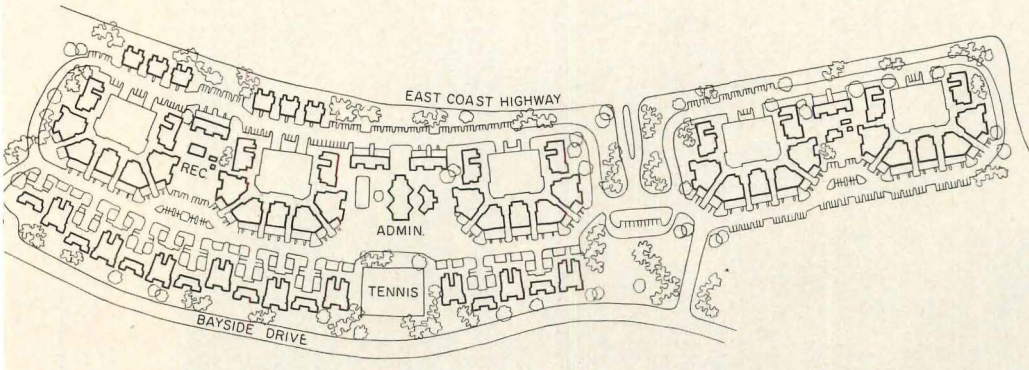 EAST COAST HIGHWAY
REC.
ADMIN.
TENNIS
BAYSIDE DRIVE